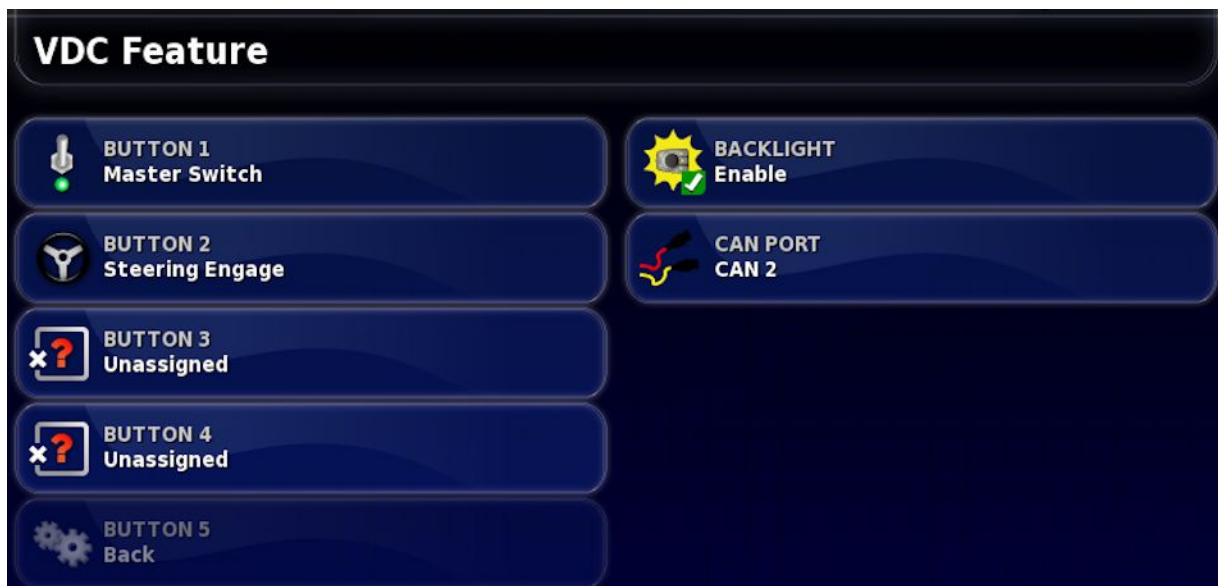 VDC Feature
BUTTON 1
Master Switch
BUTTON 2
Steering Engage
BUTTON 3
Unassigned
BUTTON 4
Unassigned
BUTTON 5
Back
BACKLIGHT
Enable
CAN PORT
CAN 2